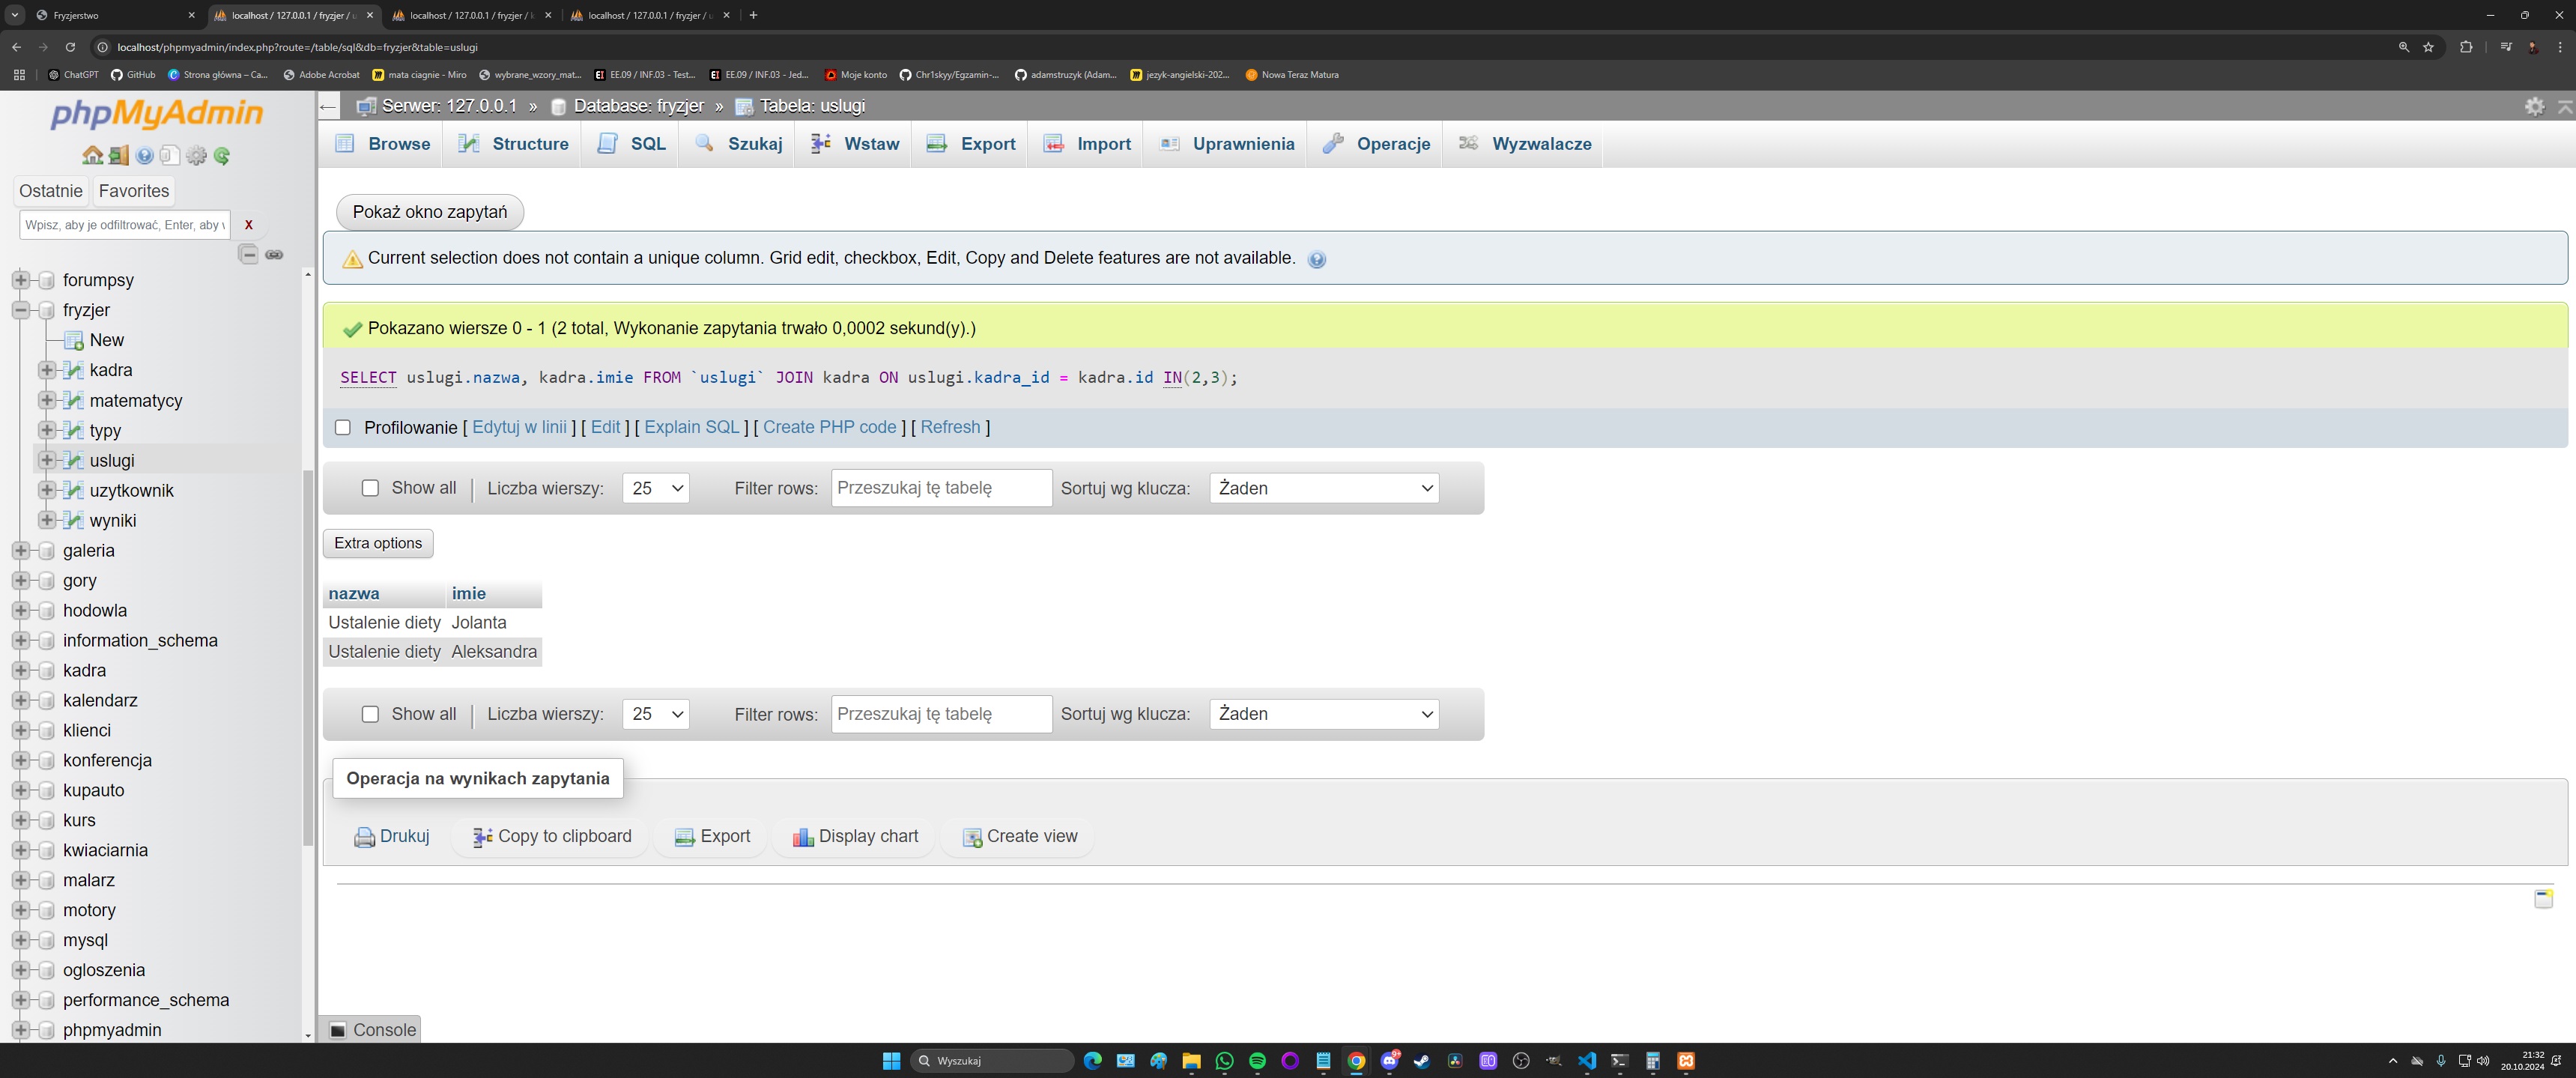 Fryzjerstwo
localhost / 127.0.0.1 / fryzjer / u
localhost / 127.0.0.1 / fryzjer / k
localhost / 127.0.0.1 / fryzjer / u
localhost/phpmyadmin/index.php?route=/table/sql&db=fryzjer&table=uslugi
ChatGPT
GitHub
Strona główna – Ca...
Adobe Acrobat
mata ciagnie - Miro
wybrane_wzory_mat...
EE.09 / INF.03 - Test...
EE.09 / INF.03 - Jed...
Moje konto
Chr1skyy/Egzamin-...
adamstruzyk (Adam...
jezyk-angielski-202...
Nowa Teraz Matura
phpMyAdmin
Ostatnie
Favorites
Wpisz, aby je odfiltrować, Enter, aby
X
forumpsy
fryzjer
New
kadra
matematycy
typy
uslugi
uzytkownik
wyniki
galeria
gory
hodowla
information_schema
kadra
kalendarz
klienci
konferencja
kupauto
kurs
kwiaciarnia
malarz
motory
mysql
ogloszenia
performance_schema
phpmyadmin
Serwer: 127.0.0.1 » Database: fryzjer » Tabela: uslugi
Browse
Structure
SQL
Szukaj
Wstaw
Export
Import
Uprawnienia
Operacje
Wyzwalacze
Pokaż okno zapytań
Current selection does not contain a unique column. Grid edit, checkbox, Edit, Copy and Delete features are not available.
Pokazano wiersze 0 - 1 (2 total, Wykonanie zapytania trwało 0,0002 sekund(y).)
SELECT uslugi.nazwa, kadra.imie FROM `uslugi` JOIN kadra ON uslugi.kadra_id = kadra.id IN(2,3);
Profilowanie [ Edytuj w linii ] [ Edit ] [ Explain SQL ] [ Create PHP code ] [ Refresh ]
Show all
Liczba wierszy: 25
Filter rows: Przeszukaj tę tabelę
Sortuj wg klucza: Żaden
Extra options
nazwa imie
Ustalenie diety Jolanta
Ustalenie diety Aleksandra
Show all
Liczba wierszy: 25
Filter rows: Przeszukaj tę tabelę
Sortuj wg klucza: Żaden
Operacja na wynikach zapytania
Drukuj
Copy to clipboard
Export
Display chart
Create view
Console
Wyszukaj
9+
21:32
20.10.2024